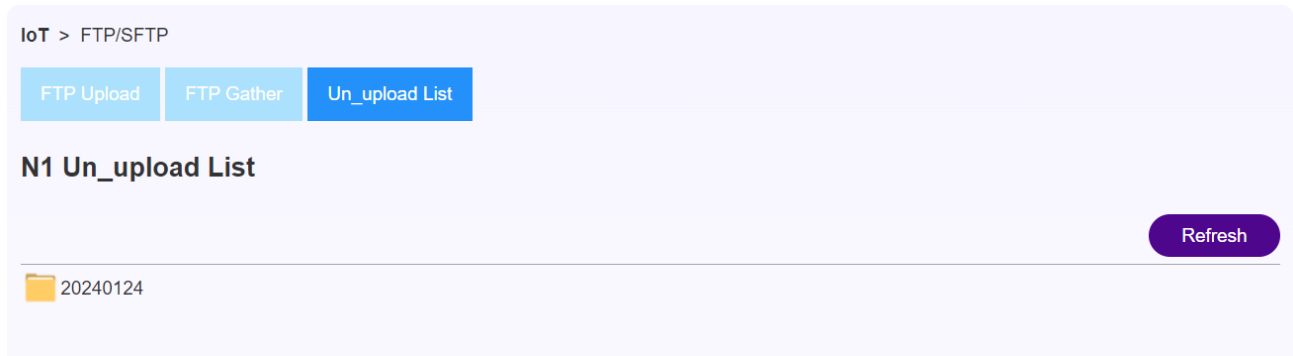 IoT > FTP/SFTP
FTP Upload FTP Gather Un_upload List
N1 Un_upload List
Refresh
20240124